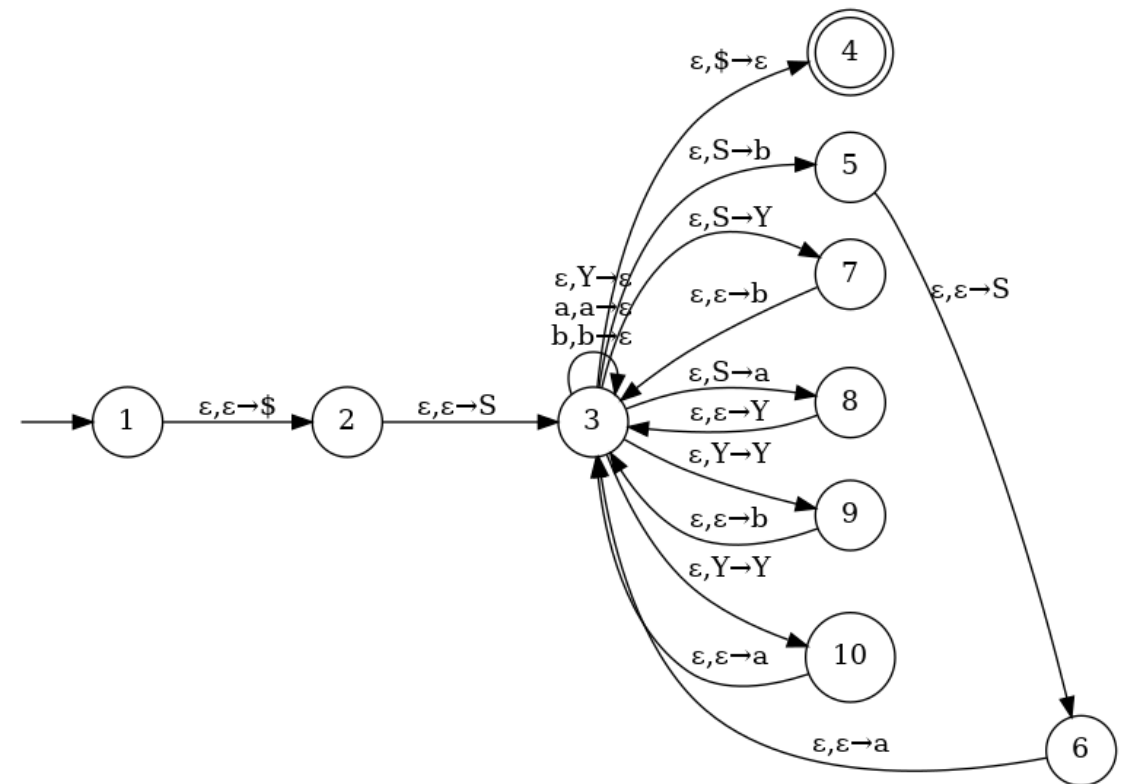 4
ε,$→ε
5
ε,S→b
7
ε,S→Y
ε,Y→ε
a,a→ε
b,b→ε
ε,ε→b
ε,ε→S
8
ε,S→a
ε,ε→Y
1
ε,ε→$
2
ε,ε→S
3
ε,Y→Y
9
ε,ε→b
ε,Y→Y
10
ε,ε→a
ε,ε→a
6